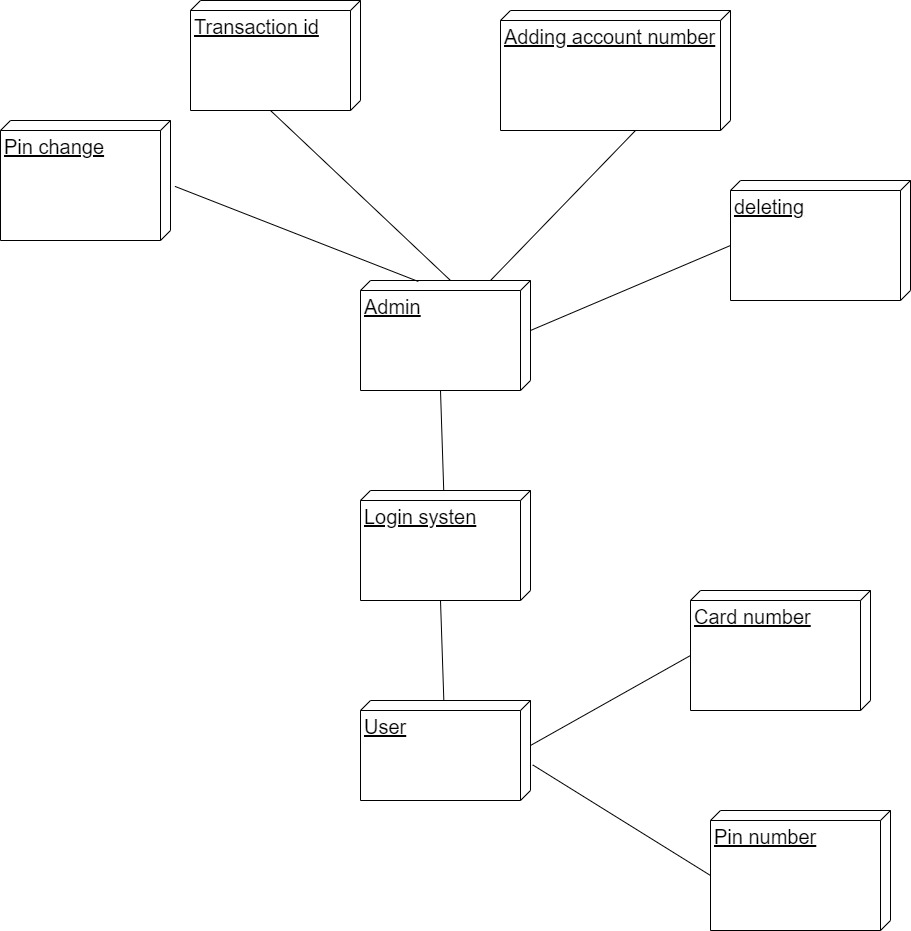 Transaction id
Adding account number
Pin change
deleting
Admin
Login systen
Card number
User
Pin number